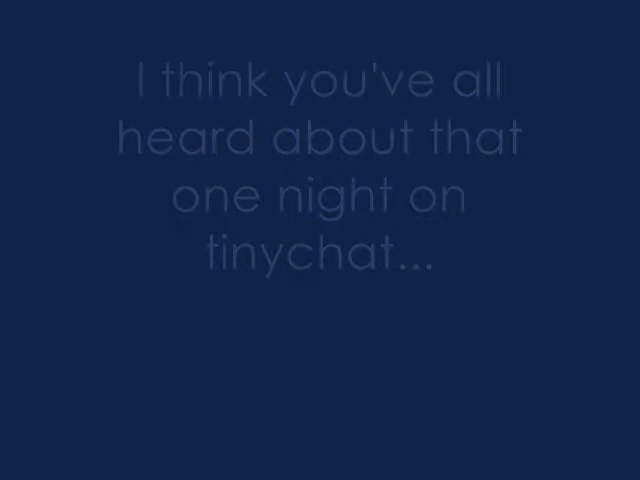 I think you've all
heard about that
one night on
tinychat...